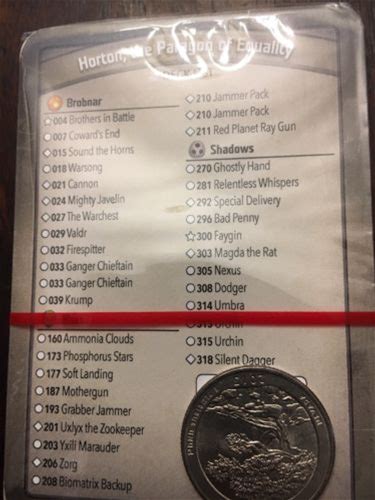 Horton, the Paragon of Equality
Brobnar
004 Brothers in Battle
007 Coward's End
015 Sound the Horns
018 Warsong
021 Cannon
024 Mighty Javelin
027 The Warchest
029 Valdr
032 Firespitter
033 Ganger Chieftain
033 Ganger Chieftain
039 Krump
160 Ammonia Clouds
173 Phosphorus Stars
177 Soft Landing
187 Mothergun
193 Grabber Jammer
201 Uxlyx the Zookeeper
203 Yxili Marauder
206 Zorg
208 Biomatrix Backup
210 Jammer Pack
210 Jammer Pack
211 Red Planet Ray Gun
Shadows
270 Ghostly Hand
281 Relentless Whispers
292 Special Delivery
296 Bad Penny
300 Faygin
303 Magda the Rat
305 Nexus
308 Dodger
314 Umbra
315 Urchin
315 Urchin
318 Silent Dagger